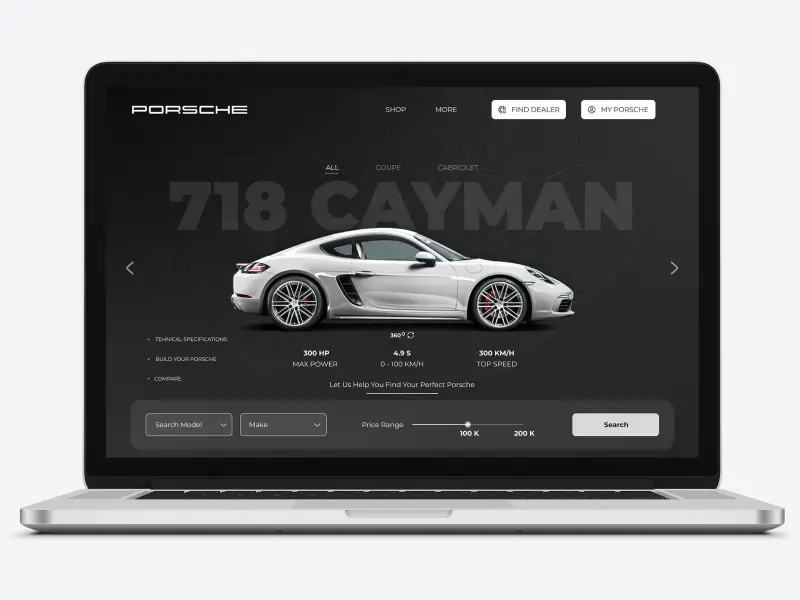 PORSCHE
SHOP
MORE
FIND DEALER
MY PORSCHE
ALL
COUPE
CABRIOLET
718 CAYMAN
360°
TEHNICAL SPECIFICATIONS
BUILD YOUR PORSCHE
COMPARE
300 HP
MAX POWER
4.9 S
0 - 100 KM/H
300 KM/H
TOP SPEED
Let Us Help You Find Your Perfect Porsche
Search Model
Make
Price Range
100 K
200 K
Search